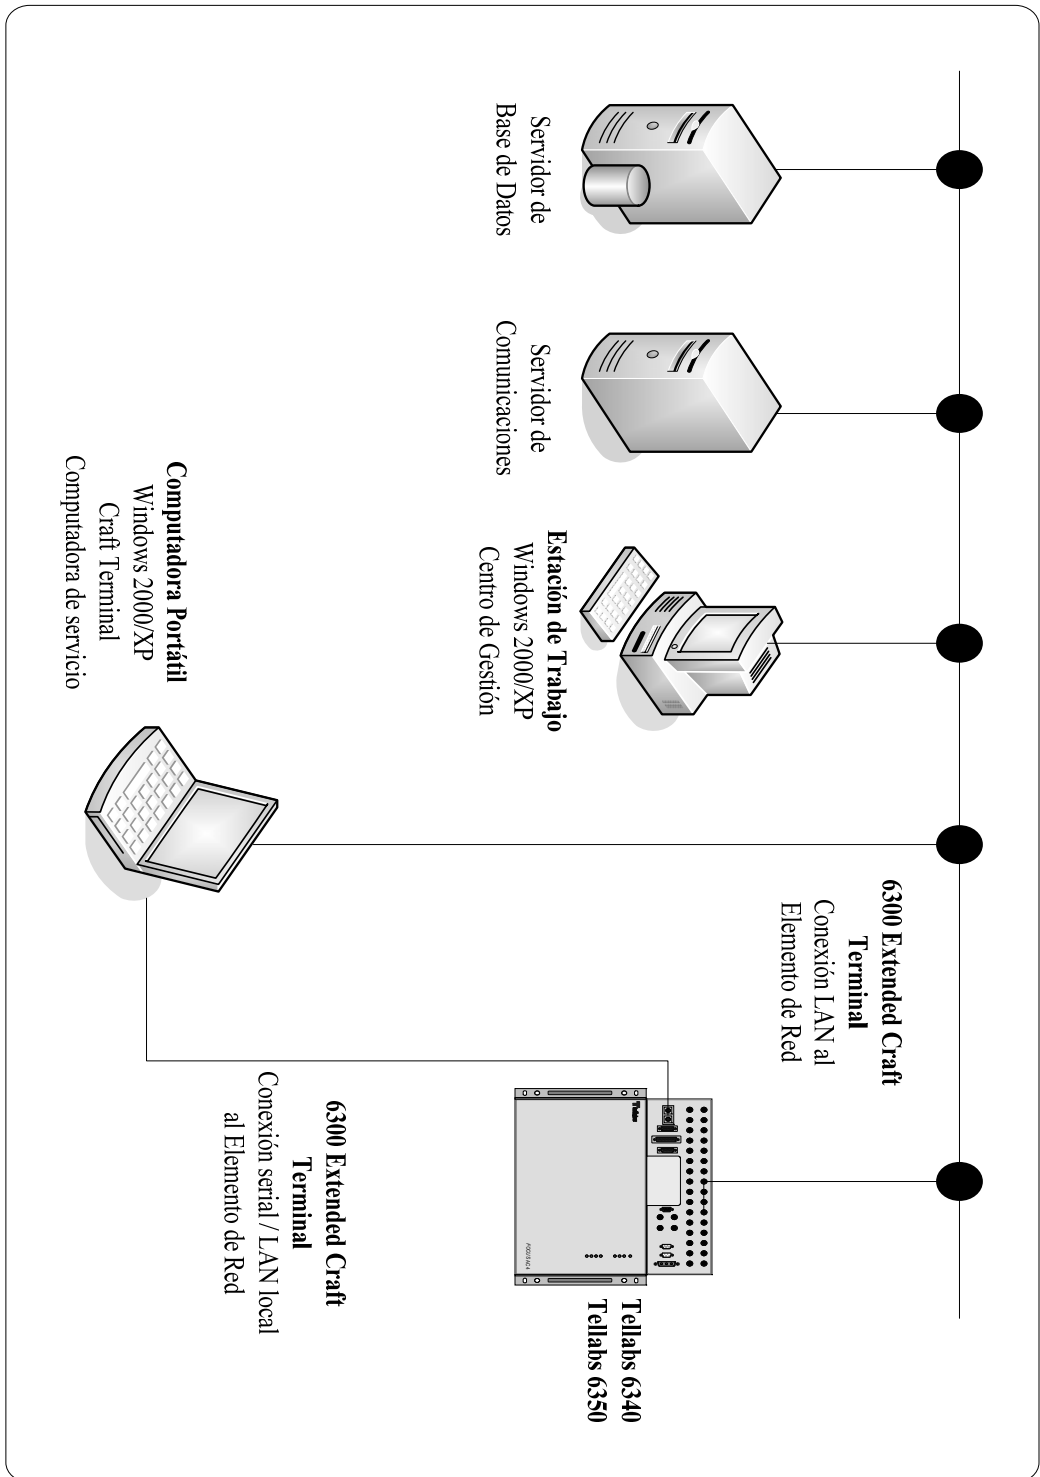 Servidor de
Base de Datos
Servidor de
Comunicaciones
Estación de Trabajo
Windows 2000/XP
Centro de Gestión
6300 Extended Craft
Terminal
Conexión LAN al
Elemento de Red
Tellabs 6340
Tellabs 6350
Computadora Portátil
Windows 2000/XP
Craft Terminal
Computadora de servicio
6300 Extended Craft
Terminal
Conexión serial / LAN local
al Elemento de Red